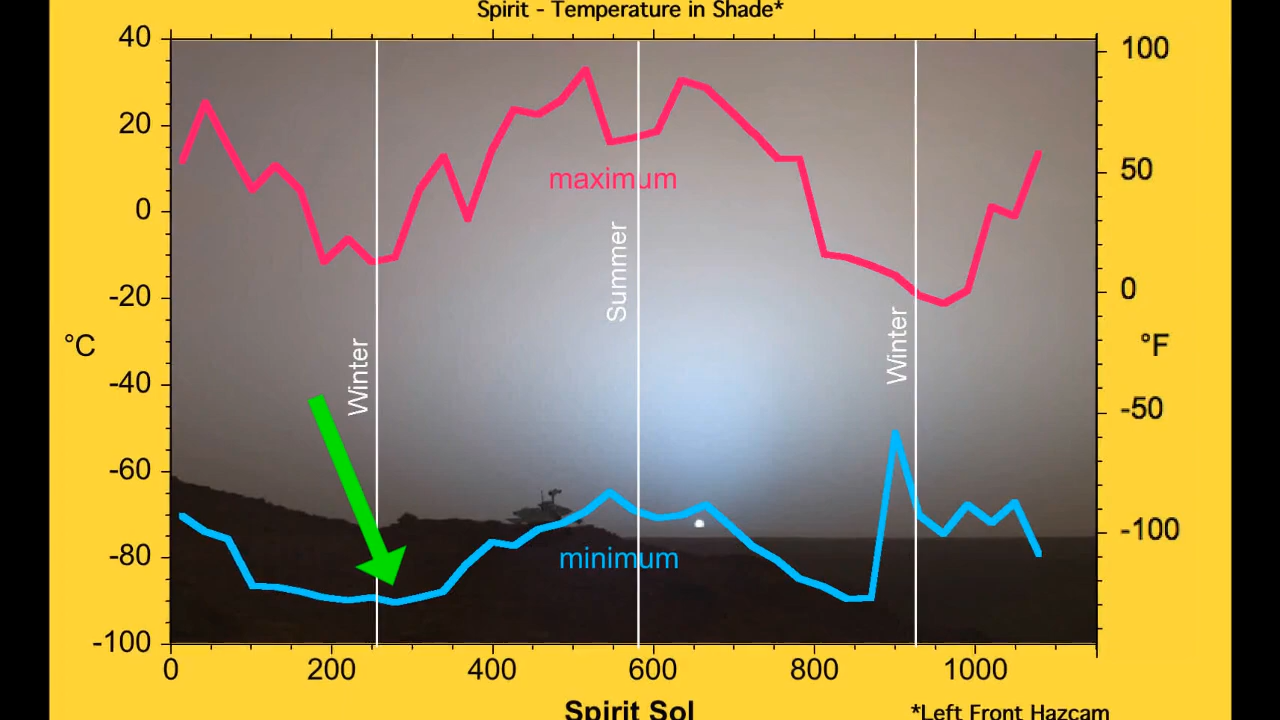 Spirit - Temperature in Shade*
40
20
0
-20
-40
-60
-80
-100
°C
100
50
0
-50
-100
°F
maximum
minimum
Winter
Summer
Winter
0
200
400
600
800
1000
Spirit Sol
*Left Front Hazcam